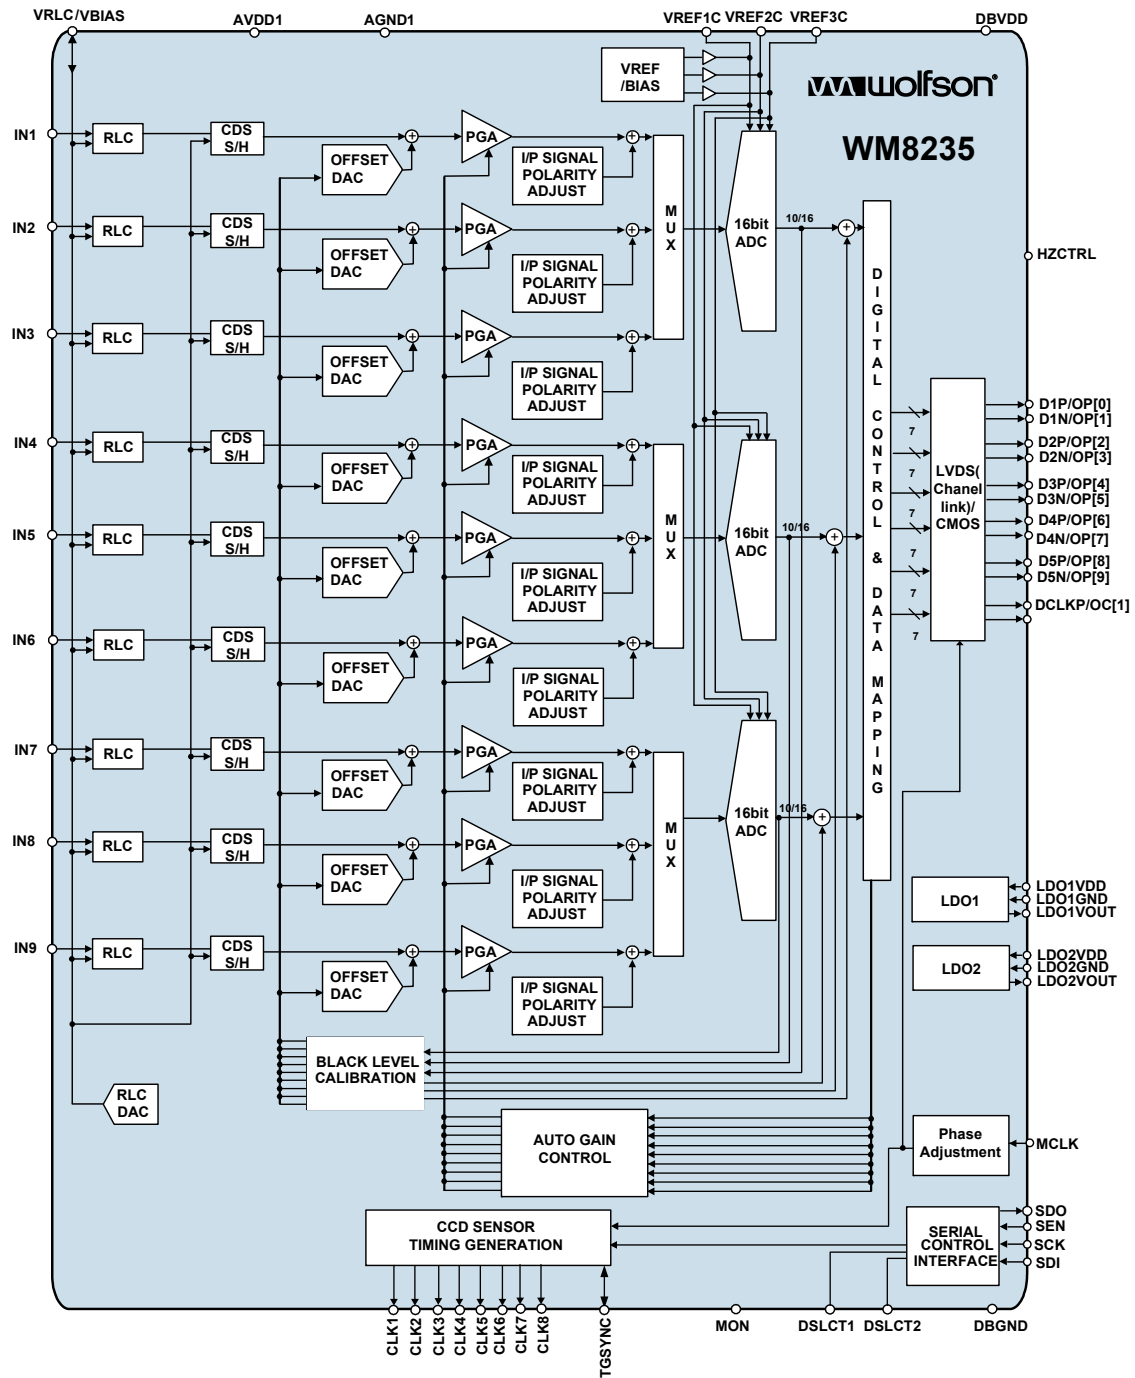 VRLC/VBIAS
AVDD1
AGND1
VREF1C
VREF2C
VREF3C
DBVDD
VREF
/BIAS
wolfson®
WM8235
IN1
RLC
CDS
S/H
OFFSET
DAC
PGA
I/P SIGNAL
POLARITY
ADJUST
IN2
RLC
CDS
S/H
OFFSET
DAC
PGA
I/P SIGNAL
POLARITY
ADJUST
IN3
RLC
CDS
S/H
OFFSET
DAC
PGA
I/P SIGNAL
POLARITY
ADJUST
MUX
16bit
ADC
10/16
IN4
RLC
CDS
S/H
OFFSET
DAC
PGA
I/P SIGNAL
POLARITY
ADJUST
IN5
RLC
CDS
S/H
OFFSET
DAC
PGA
I/P SIGNAL
POLARITY
ADJUST
IN6
RLC
CDS
S/H
OFFSET
DAC
PGA
I/P SIGNAL
POLARITY
ADJUST
MUX
16bit
ADC
10/16
IN7
RLC
CDS
S/H
OFFSET
DAC
PGA
I/P SIGNAL
POLARITY
ADJUST
IN8
RLC
CDS
S/H
OFFSET
DAC
PGA
I/P SIGNAL
POLARITY
ADJUST
IN9
RLC
CDS
S/H
OFFSET
DAC
PGA
I/P SIGNAL
POLARITY
ADJUST
MUX
16bit
ADC
10/16
DIGITAL CONTROL & DATA MAPPING
7
7
7
7
7
7
LVDS(
Chanel
link)/
CMOS
HZCTRL
D1P/OP[0]
D1N/OP[1]
D2P/OP[2]
D2N/OP[3]
D3P/OP[4]
D3N/OP[5]
D4P/OP[6]
D4N/OP[7]
D5P/OP[8]
D5N/OP[9]
DCLKP/OC[1]
LDO1
LDO1VDD
LDO1GND
LDO1VOUT
LDO2
LDO2VDD
LDO2GND
LDO2VOUT
BLACK LEVEL
CALIBRATION
RLC
DAC
AUTO GAIN
CONTROL
Phase
Adjustment
MCLK
CCD SENSOR
TIMING GENERATION
SERIAL
CONTROL
INTERFACE
SDO
SEN
SCK
SDI
CLK1
CLK2
CLK3
CLK4
CLK5
CLK6
CLK7
CLK8
TGSYNC
MON
DSLCT1
DSLCT2
DBGND